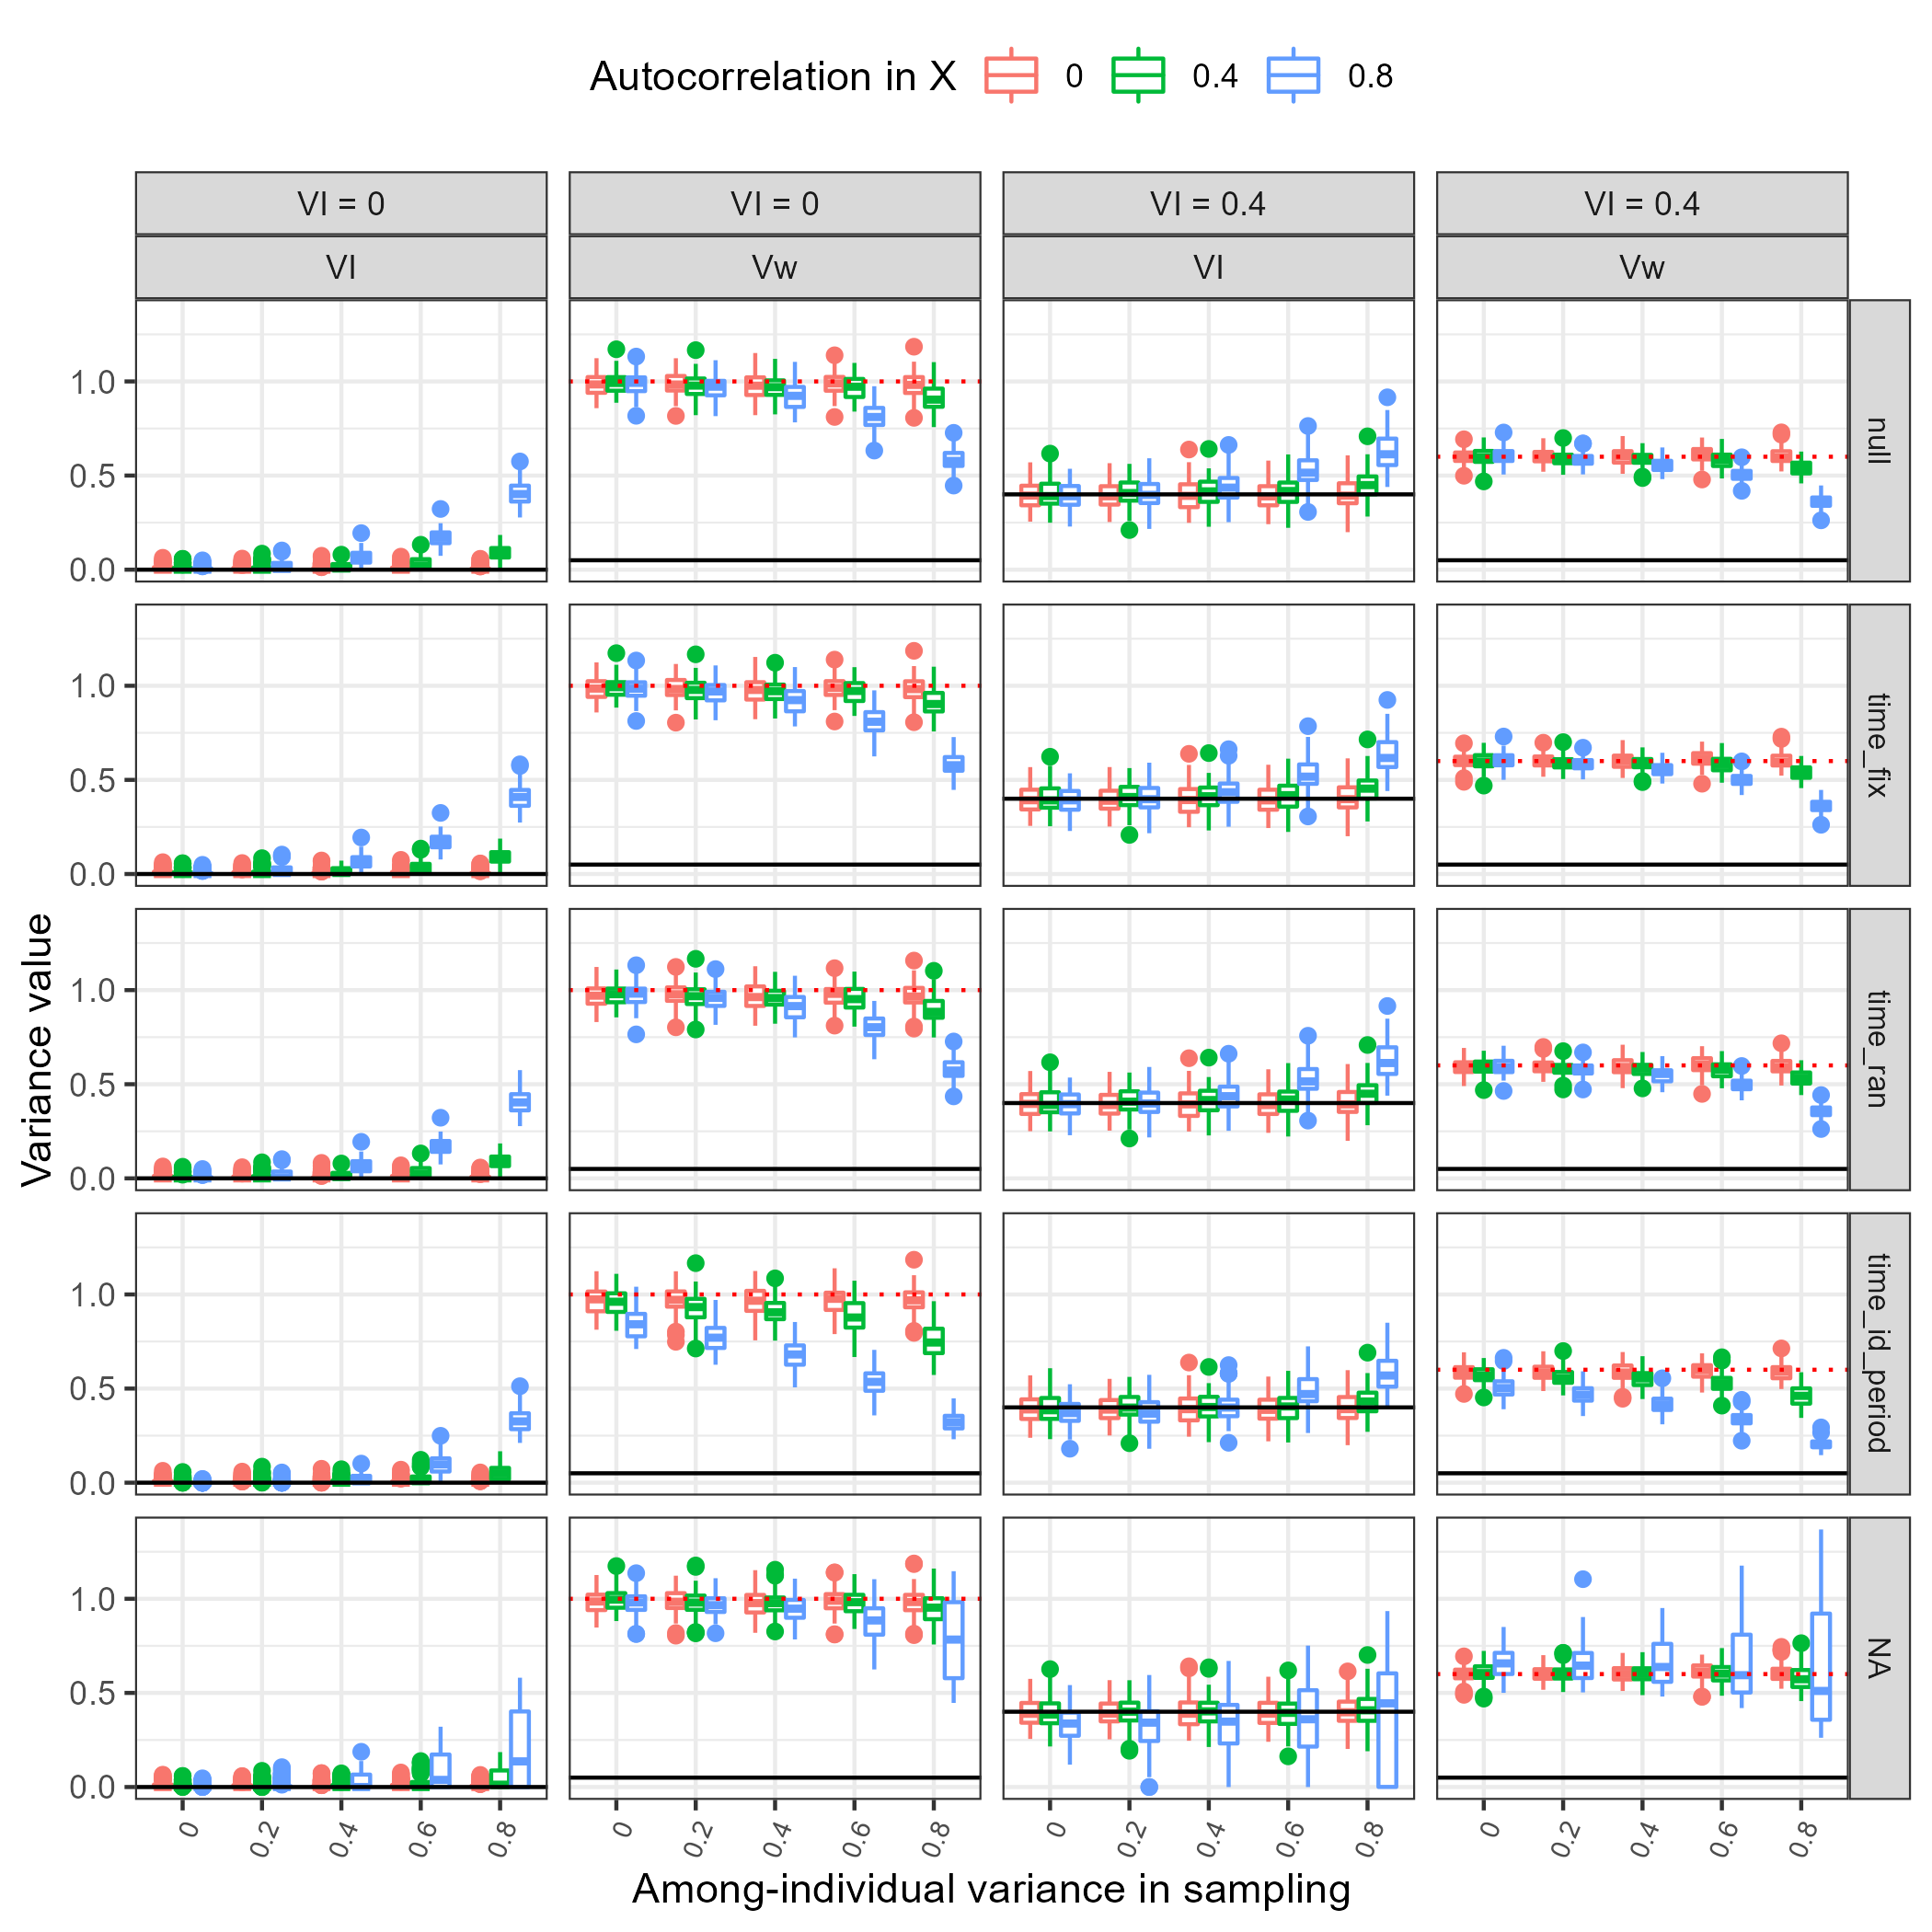 Autocorrelation in X 0 0.4 0.8
VI = 0 VI = 0 VI = 0.4 VI = 0.4
VI Vw VI Vw
1.0
0.5
0.0
null
1.0
0.5
0.0
time_fix
1.0
0.5
0.0
time_ran
1.0
0.5
0.0
time_id_period
1.0
0.5
0.0
NA
Variance value
0 0.2 0.4 0.6 0.8 0 0.2 0.4 0.6 0.8 0 0.2 0.4 0.6 0.8 0 0.2 0.4 0.6 0.8
Among-individual variance in sampling